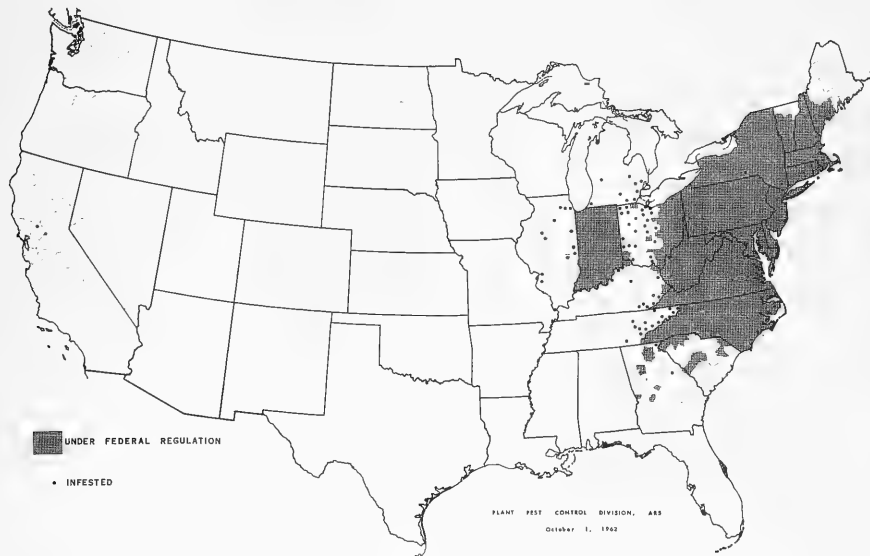 UNDER FEDERAL REGULATION
• INFESTED
PLANT PEST CONTROL DIVISION, ARS
October 1, 1962